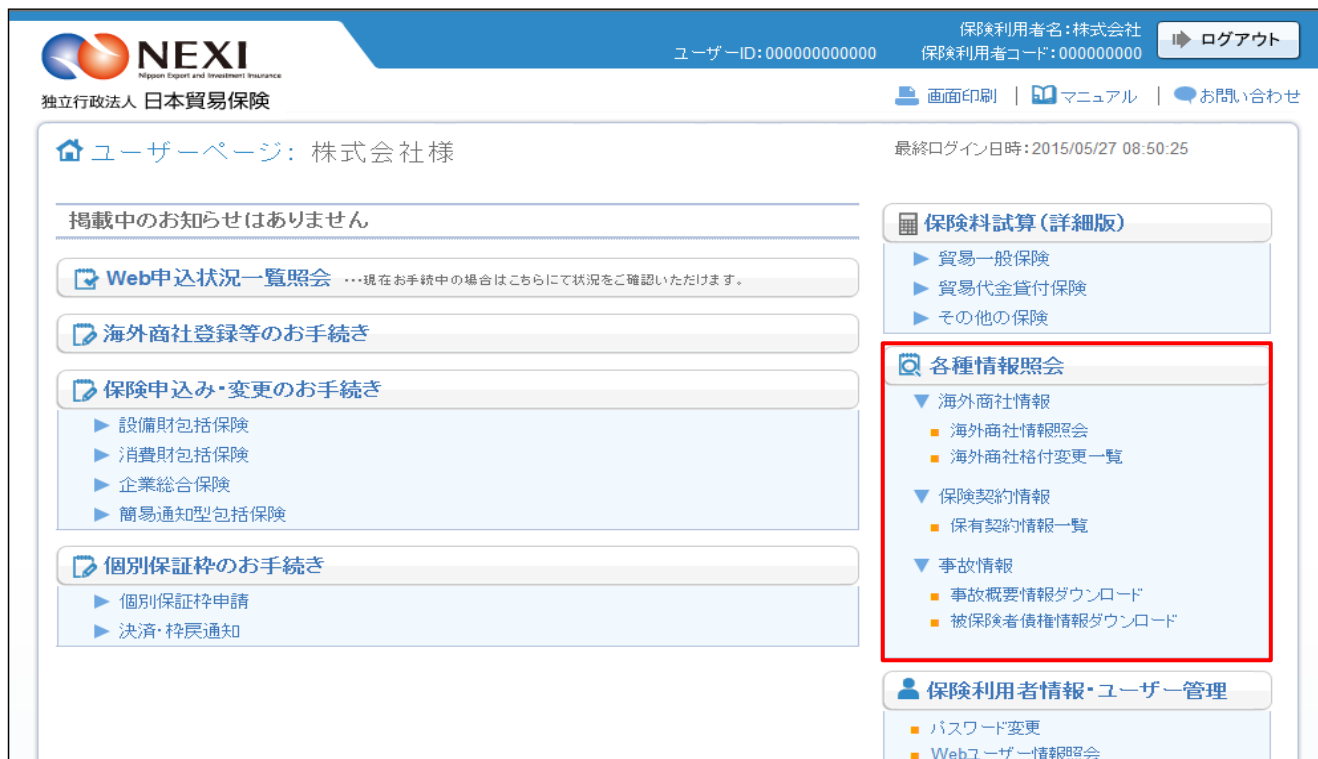 NEXI
Nippon Export and Investment Insurance
独立行政法人 日本貿易保険
ユーザーID:000000000000
保険利用者名:株式会社
保険利用者コード:000000000
ログアウト
画面印刷 | マニュアル | お問い合わせ
ユーザーページ: 株式会社様
最終ログイン日時:2015/05/27 08:50:25
掲載中のお知らせはありません
Web申込状況一覧照会 …現在お手続中の場合はこちらにて状況をご確認いただけます。
海外商社登録等のお手続き
保険申込み・変更のお手続き
設備財包括保険
消費財包括保険
企業総合保険
簡易通知型包括保険
個別保証枠のお手続き
個別保証枠申請
決済・枠戻通知
保険料試算(詳細版)
貿易一般保険
貿易代金貸付保険
その他の保険
各種情報照会
海外商社情報
海外商社情報照会
海外商社格付変更一覧
保険契約情報
保有契約情報一覧
事故情報
事故概要情報ダウンロード
被保険者債権情報ダウンロード
保険利用者情報・ユーザー管理
パスワード変更
Webユーザー情報照会